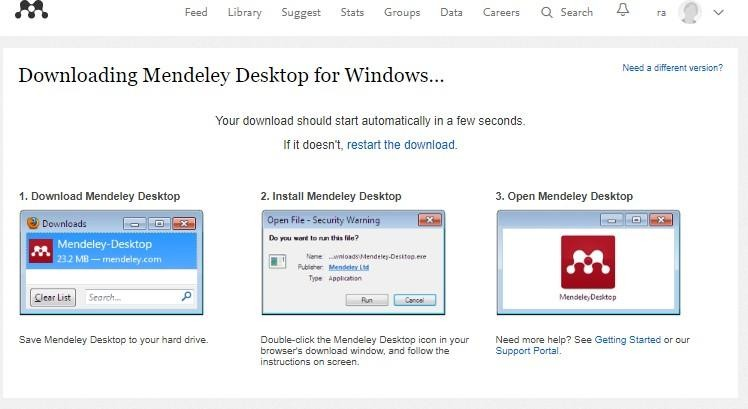 Feed Library Suggest Stats Groups Data Careers Search ra
Downloading Mendeley Desktop for Windows...
Need a different version?
Your download should start automatically in a few seconds.
If it doesn't, restart the download.
1. Download Mendeley Desktop
Downloads
Mendeley-Desktop
23.2 MB — mendeley.com
Clear List Search...
Save Mendeley Desktop to your hard drive.
2. Install Mendeley Desktop
Open File - Security Warning
Do you want to run this file?
Name: ...wnloads\Mendeley-Desktop.exe
Publisher: Mendeley Ltd
Type: Application
Run Cancel
Double-click the Mendeley Desktop icon in your
browser's download window, and follow the
instructions on screen.
3. Open Mendeley Desktop
MendeleyDesktop
Need more help? See Getting Started or our
Support Portal.